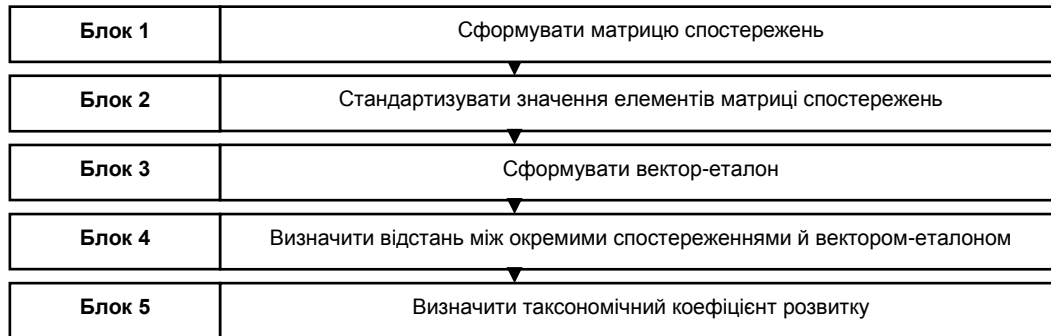 Блок 1 Сформувати матрицю спостережень
Блок 2 Стандартизувати значення елементів матриці спостережень
Блок 3 Сформувати вектор-еталон
Блок 4 Визначити відстань між окремими спостереженнями й вектором-еталоном
Блок 5 Визначити таксономічний коефіцієнт розвитку